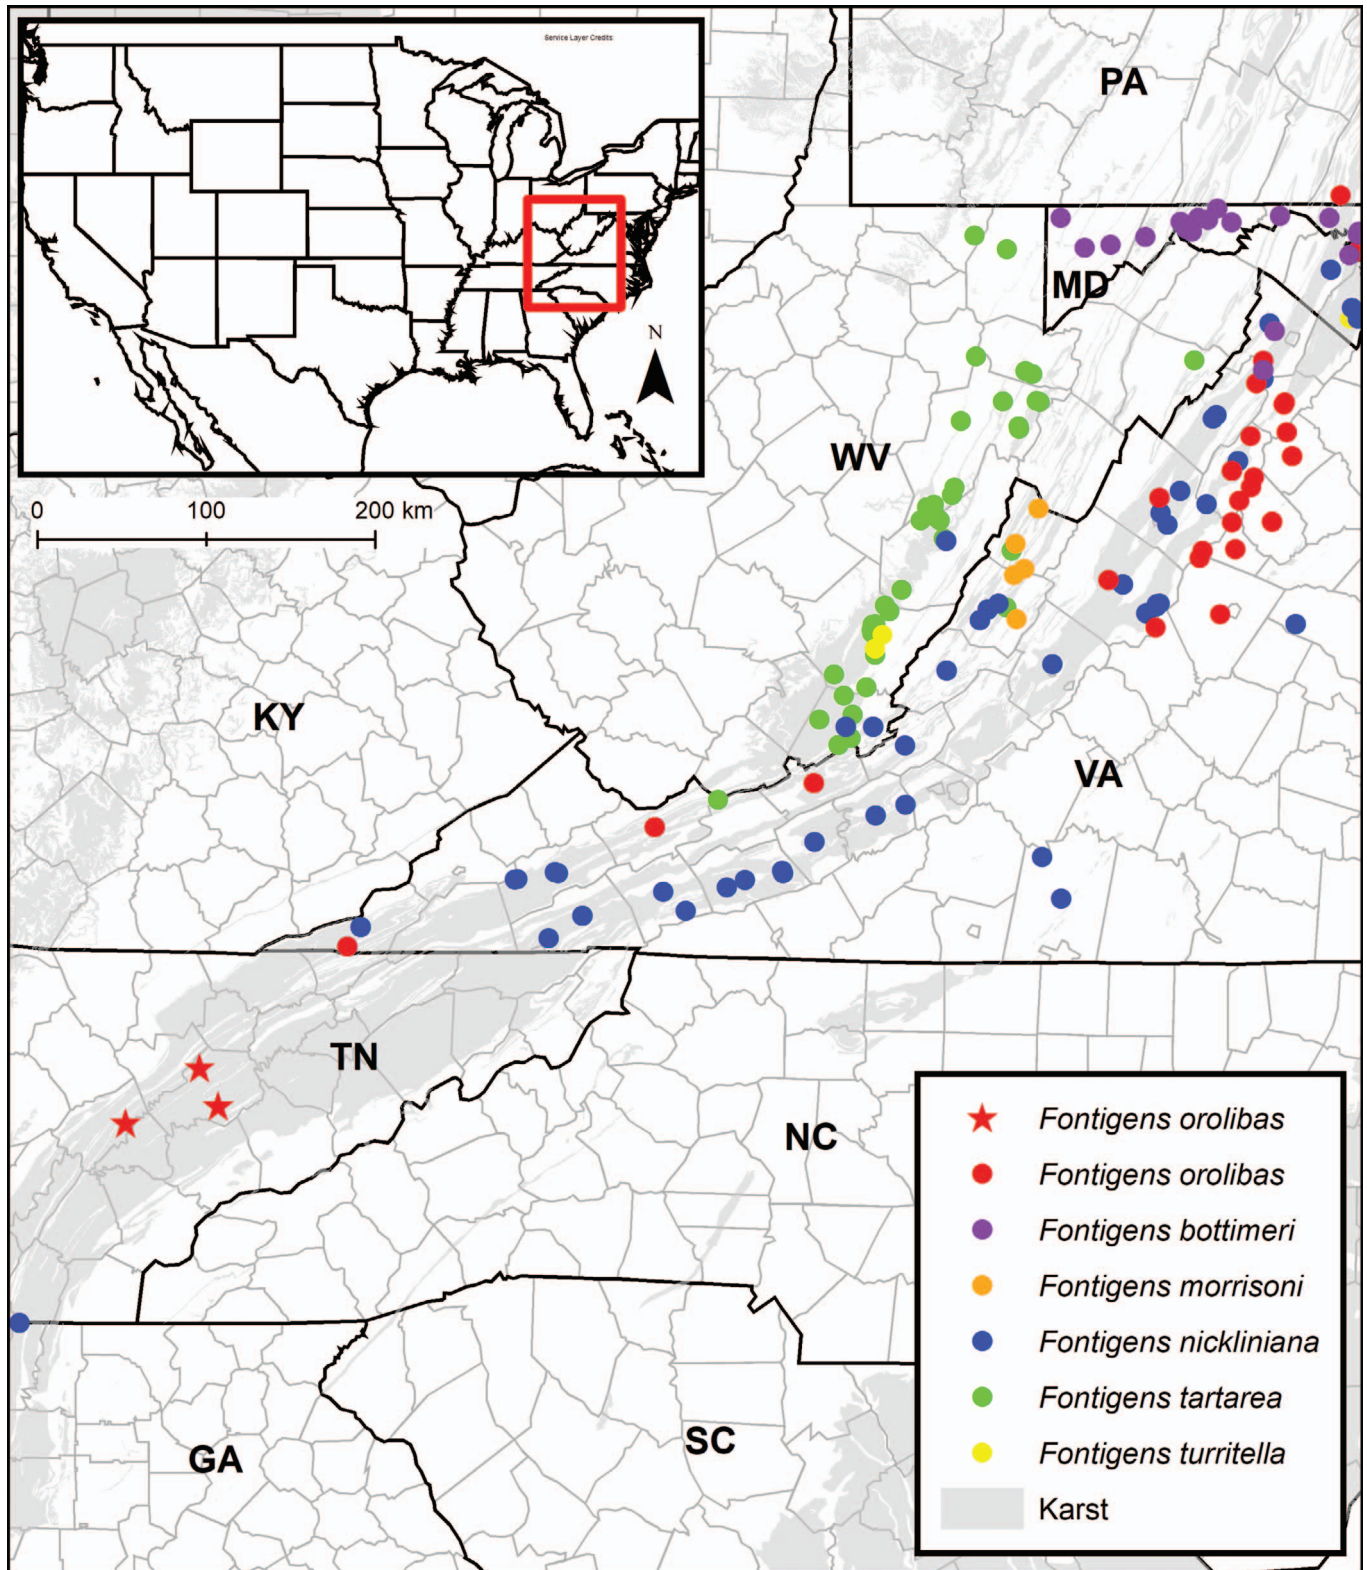 Service Layer Credits:
N
0 100 200 km
PA
MD
WV
KY
VA
TN
NC
GA
SC
Fontigens orolibas
Fontigens orolibas
Fontigens bottimeri
Fontigens morrisoni
Fontigens nickliniana
Fontigens tartarea
Fontigens turritella
Karst